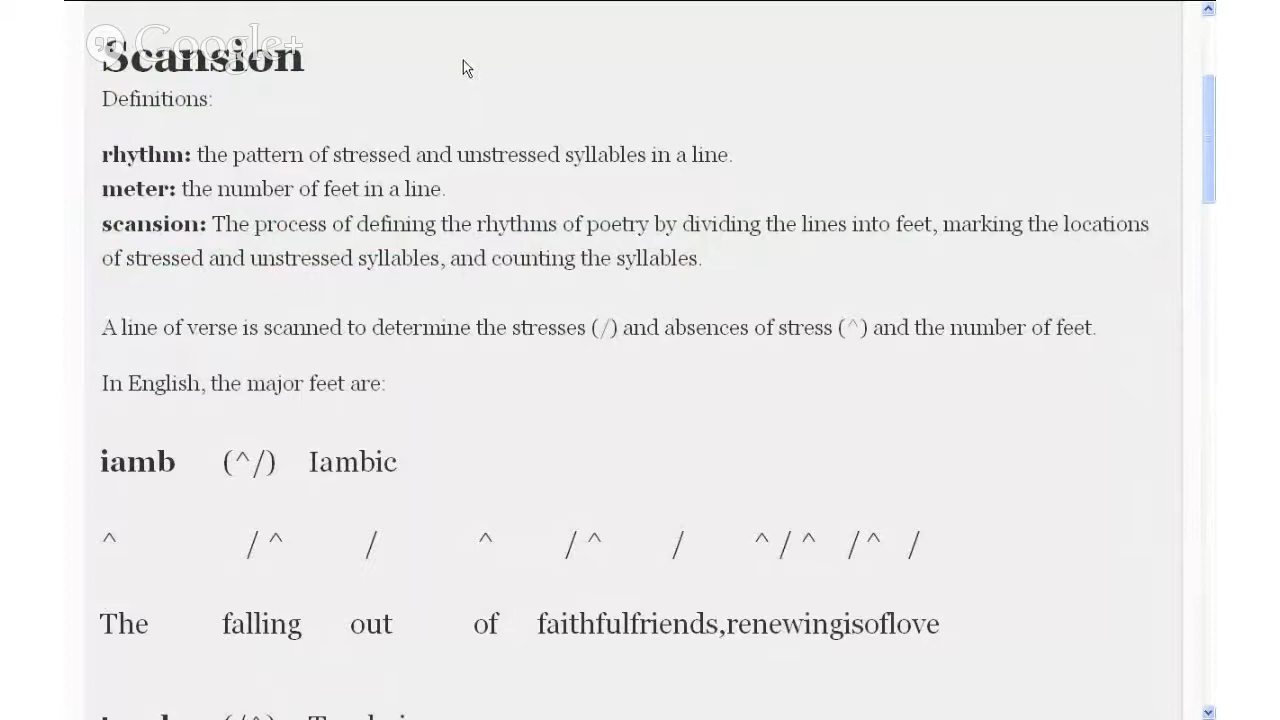 Google+
Scansion
Definitions:
rhythm: the pattern of stressed and unstressed syllables in a line.
meter: the number of feet in a line.
scansion: The process of defining the rhythms of poetry by dividing the lines into feet, marking the locations
of stressed and unstressed syllables, and counting the syllables.
A line of verse is scanned to determine the stresses (/) and absences of stress (^) and the number of feet.
In English, the major feet are:
iamb (^/) Iambic
^ / ^ / ^ / ^ / ^ / ^ / ^ /
The falling out of faithfulfriends,renewingisoflove